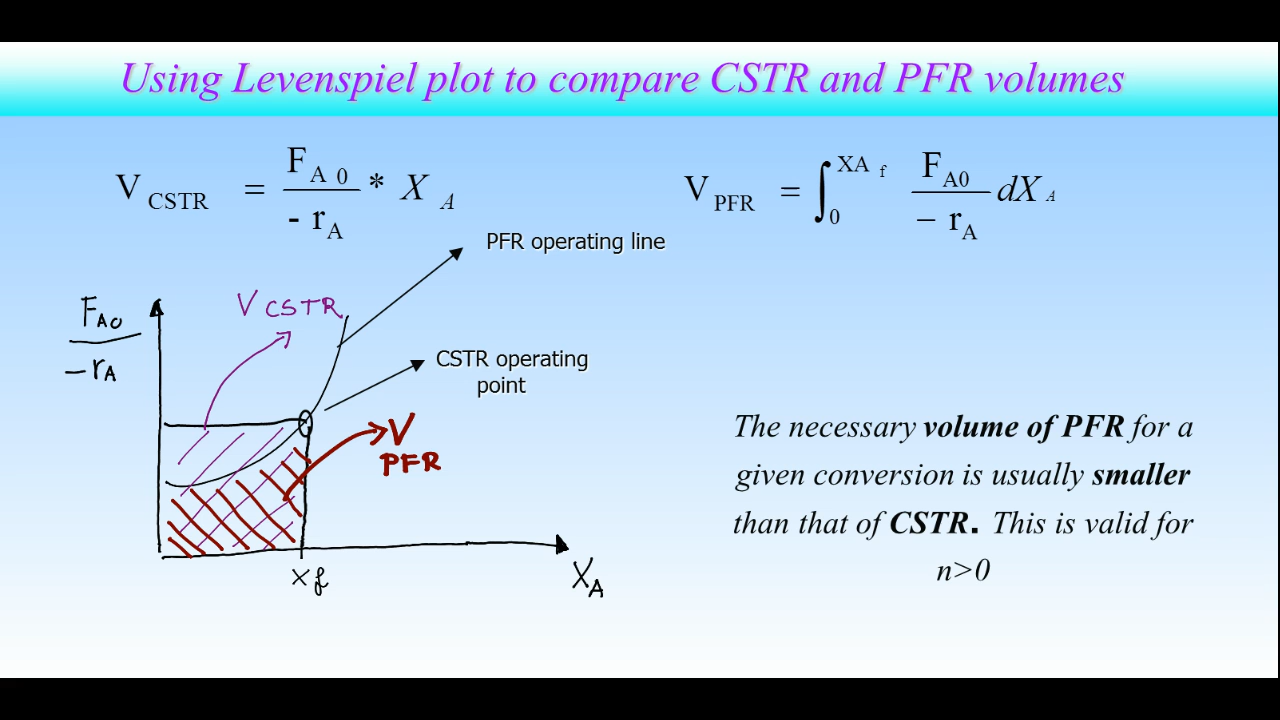 Using Levenspiel plot to compare CSTR and PFR volumes
V CSTR = F A 0 / - r A * X A
V PFR = ∫ 0 XA f F A0 / − r A dX A
PFR operating line
V CSTR
F A0
− r A
CSTR operating
point
V
PFR
The necessary volume of PFR for a
given conversion is usually smaller
than that of CSTR. This is valid for
n>0
x f
X A